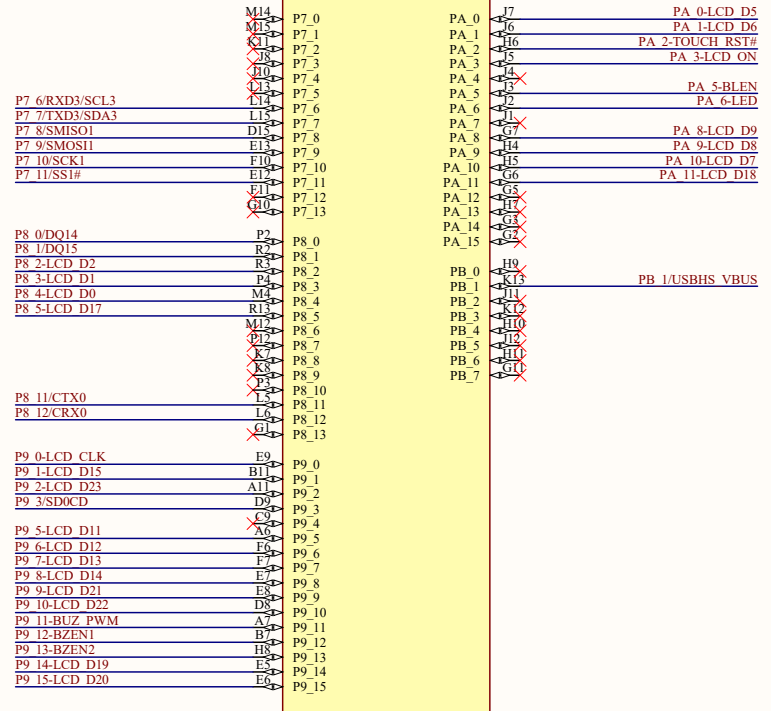 M14 P7_0 PA_0 J7 PA_0-LCD_D5
M15 P7_1 PA_1 J6 PA_1-LCD_D6
K11 P7_2 PA_2 H6 PA_2-TOUCH_RST#
J8 P7_3 PA_3 J5 PA_3-LCD_ON
J10 P7_4 PA_4 J4
L13 P7_5 PA_5 J3 PA_5-BLEN
P7_6/RXD3/SCL3 L14 P7_6 PA_6 J2 PA_6-LED
P7_7/TXD3/SDA3 L15 P7_7 PA_7 J1
P7_8/SMISO1 D15 P7_8 PA_8 G7 PA_8-LCD_D9
P7_9/SMOSI1 E13 P7_9 PA_9 H4 PA_9-LCD_D8
P7_10/SCK1 F10 P7_10 PA_10 H5 PA_10-LCD_D7
P7_11/SS1# E12 P7_11 PA_11 G6 PA_11-LCD_D18
F11 P7_12 PA_12 G5
G10 P7_13 PA_13 H7
PA_14 G3
P8_0/DQ14 P2 P8_0 PA_15 G2
P8_1/DQ15 R2 P8_1
P8_2-LCD_D2 R3 P8_2 PB_0 H9
P8_3-LCD_D1 P4 P8_3 PB_1 K13 PB_1/USBHS_VBUS
P8_4-LCD_D0 M4 P8_4 PB_2 J11
P8_5-LCD_D17 R13 P8_5 PB_3 K12
M12 P8_6 PB_4 H10
P12 P8_7 PB_5 J12
K7 P8_8 PB_6 H11
K8 P8_9 PB_7 G11
P3 P8_10
P8_11/CTX0 L5 P8_11
P8_12/CRX0 L6 P8_12
G1 P8_13
P9_0-LCD_CLK E9 P9_0
P9_1-LCD_D15 B11 P9_1
P9_2-LCD_D23 A11 P9_2
P9_3/SD0CD D9 P9_3
C9 P9_4
P9_5-LCD_D11 A6 P9_5
P9_6-LCD_D12 F6 P9_6
P9_7-LCD_D13 F7 P9_7
P9_8-LCD_D14 E7 P9_8
P9_9-LCD_D21 E8 P9_9
P9_10-LCD_D22 D8 P9_10
P9_11-BUZ_PWM A7 P9_11
P9_12-BZEN1 B7 P9_12
P9_13-BZEN2 H8 P9_13
P9_14-LCD_D19 E5 P9_14
P9_15-LCD_D20 E6 P9_15